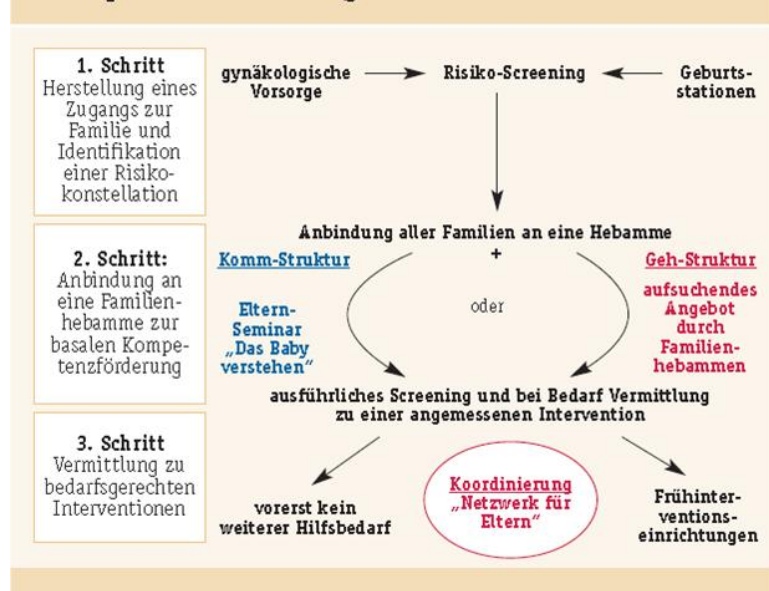 1. Schritt
Herstellung eines
Zugangs zur
Familie und
Identifikation
einer Risiko-
konstellation
gynäkologische
Vorsorge
Risiko-Screening
Geburts-
stationen
Anbindung aller Familien an eine Hebamme
+
2. Schritt:
Anbindung an
eine Familien-
hebamme zur
basalen Kompe-
tenzförderung
Komm-Struktur
Eltern-
Seminar
„Das Baby
verstehen“
oder
Geh-Struktur
aufsuchendes
Angebot
durch
Familien-
hebammen
ausführliches Screening und bei Bedarf Vermittlung
zu einer angemessenen Intervention
3. Schritt
Vermittlung zu
bedarfsgerechten
Interventionen
vorerst kein
weiterer Hilfsbedarf
Koordinierung
„Netzwerk für
Eltern“
Frühinter-
ventions-
einrichtungen